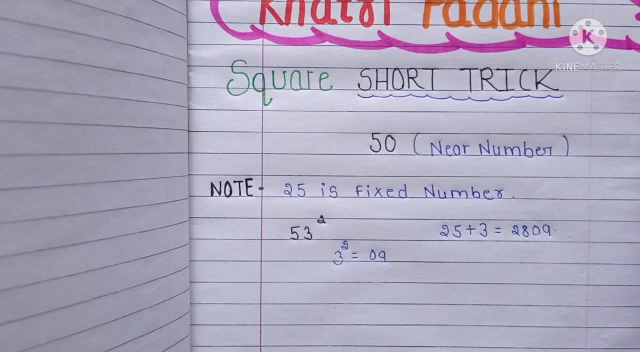 Khatri Padahi
K
KINEMASTER
Square SHORT TRICK
50 (Near Number)
NOTE- 25 is fixed Number.
53² 25+3 = 2809
3² = 09